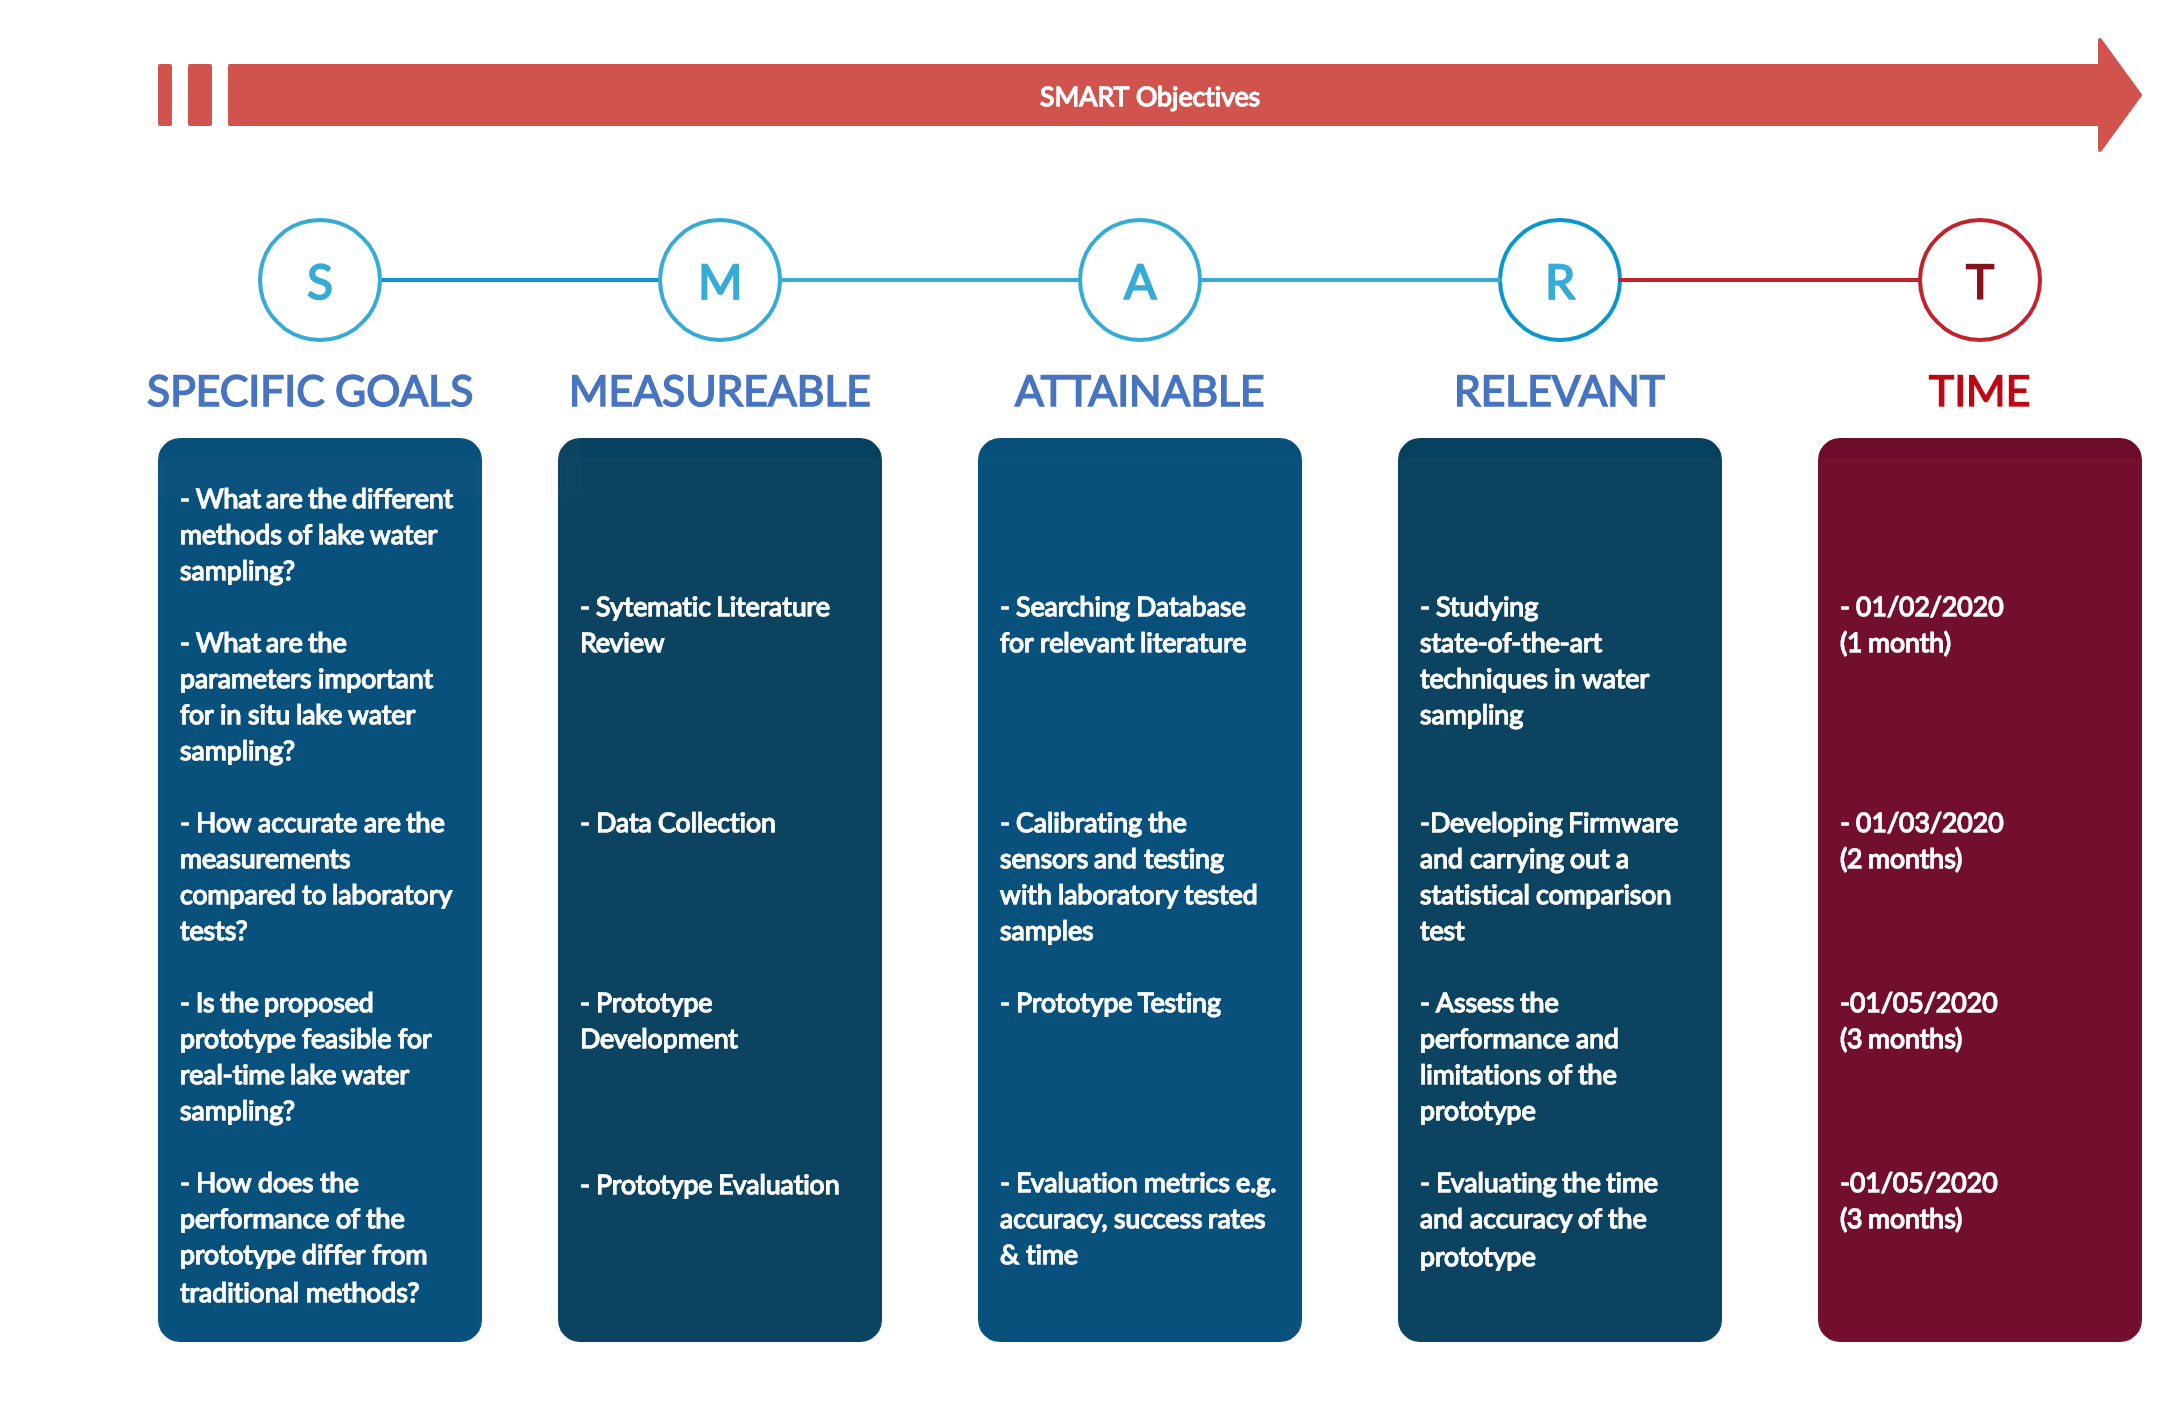 SMART Objectives
S
M
A
R
T
SPECIFIC GOALS
MEASUREABLE
ATTAINABLE
RELEVANT
TIME
- What are the different
methods of lake water
sampling?
- What are the
parameters important
for in situ lake water
sampling?
- How accurate are the
measurements
compared to laboratory
tests?
- Is the proposed
prototype feasible for
real-time lake water
sampling?
- How does the
performance of the
prototype differ from
traditional methods?
- Sytematic Literature
Review
- Data Collection
- Prototype
Development
- Prototype Evaluation
- Searching Database
for relevant literature
- Calibrating the
sensors and testing
with laboratory tested
samples
- Prototype Testing
- Evaluation metrics e.g.
accuracy, success rates
& time
- Studying
state-of-the-art
techniques in water
sampling
-Developing Firmware
and carrying out a
statistical comparison
test
- Assess the
performance and
limitations of the
prototype
- Evaluating the time
and accuracy of the
prototype
- 01/02/2020
(1 month)
- 01/03/2020
(2 months)
-01/05/2020
(3 months)
-01/05/2020
(3 months)